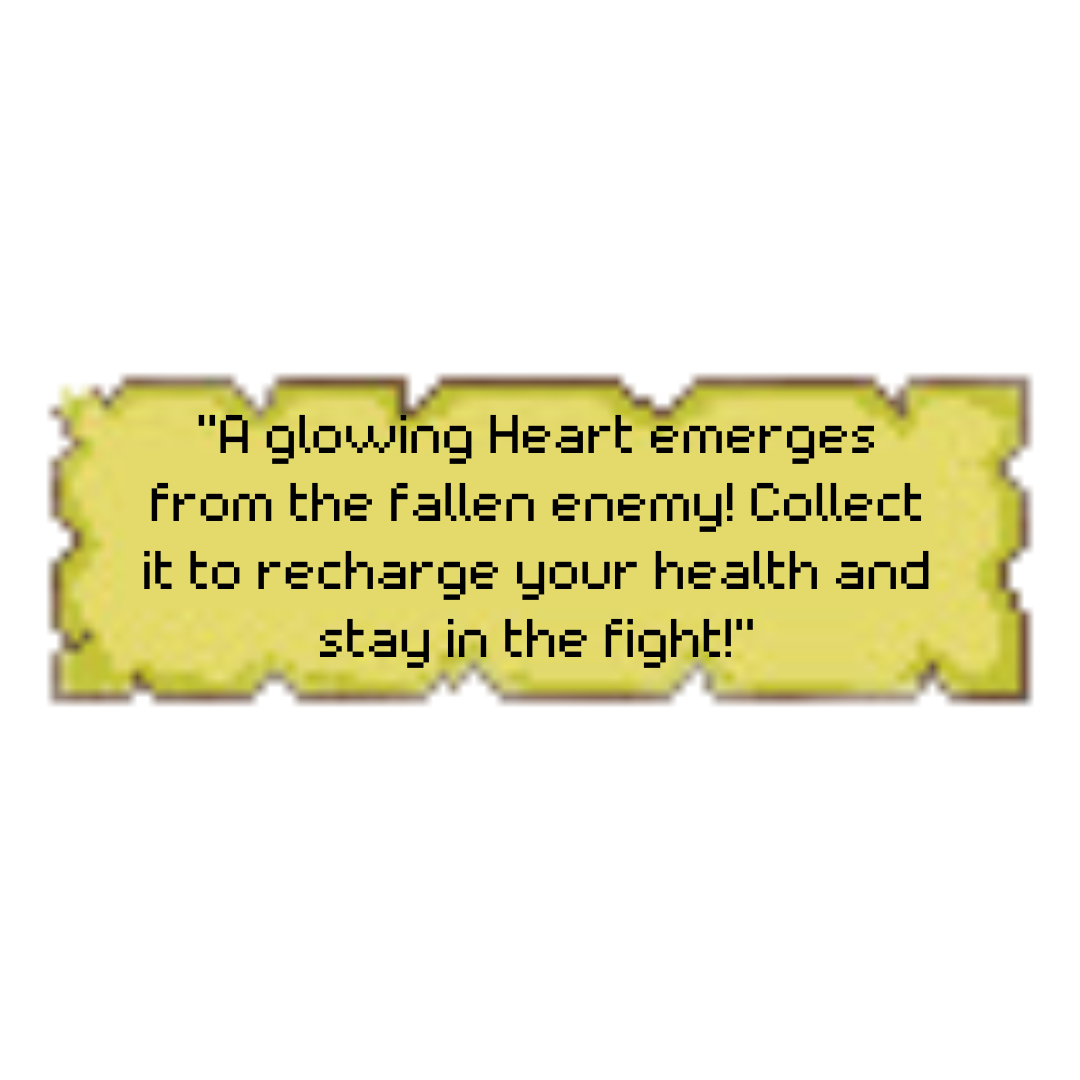 "A glowing Heart emerges
from the fallen enemy! Collect
it to recharge your health and
stay in the fight!"